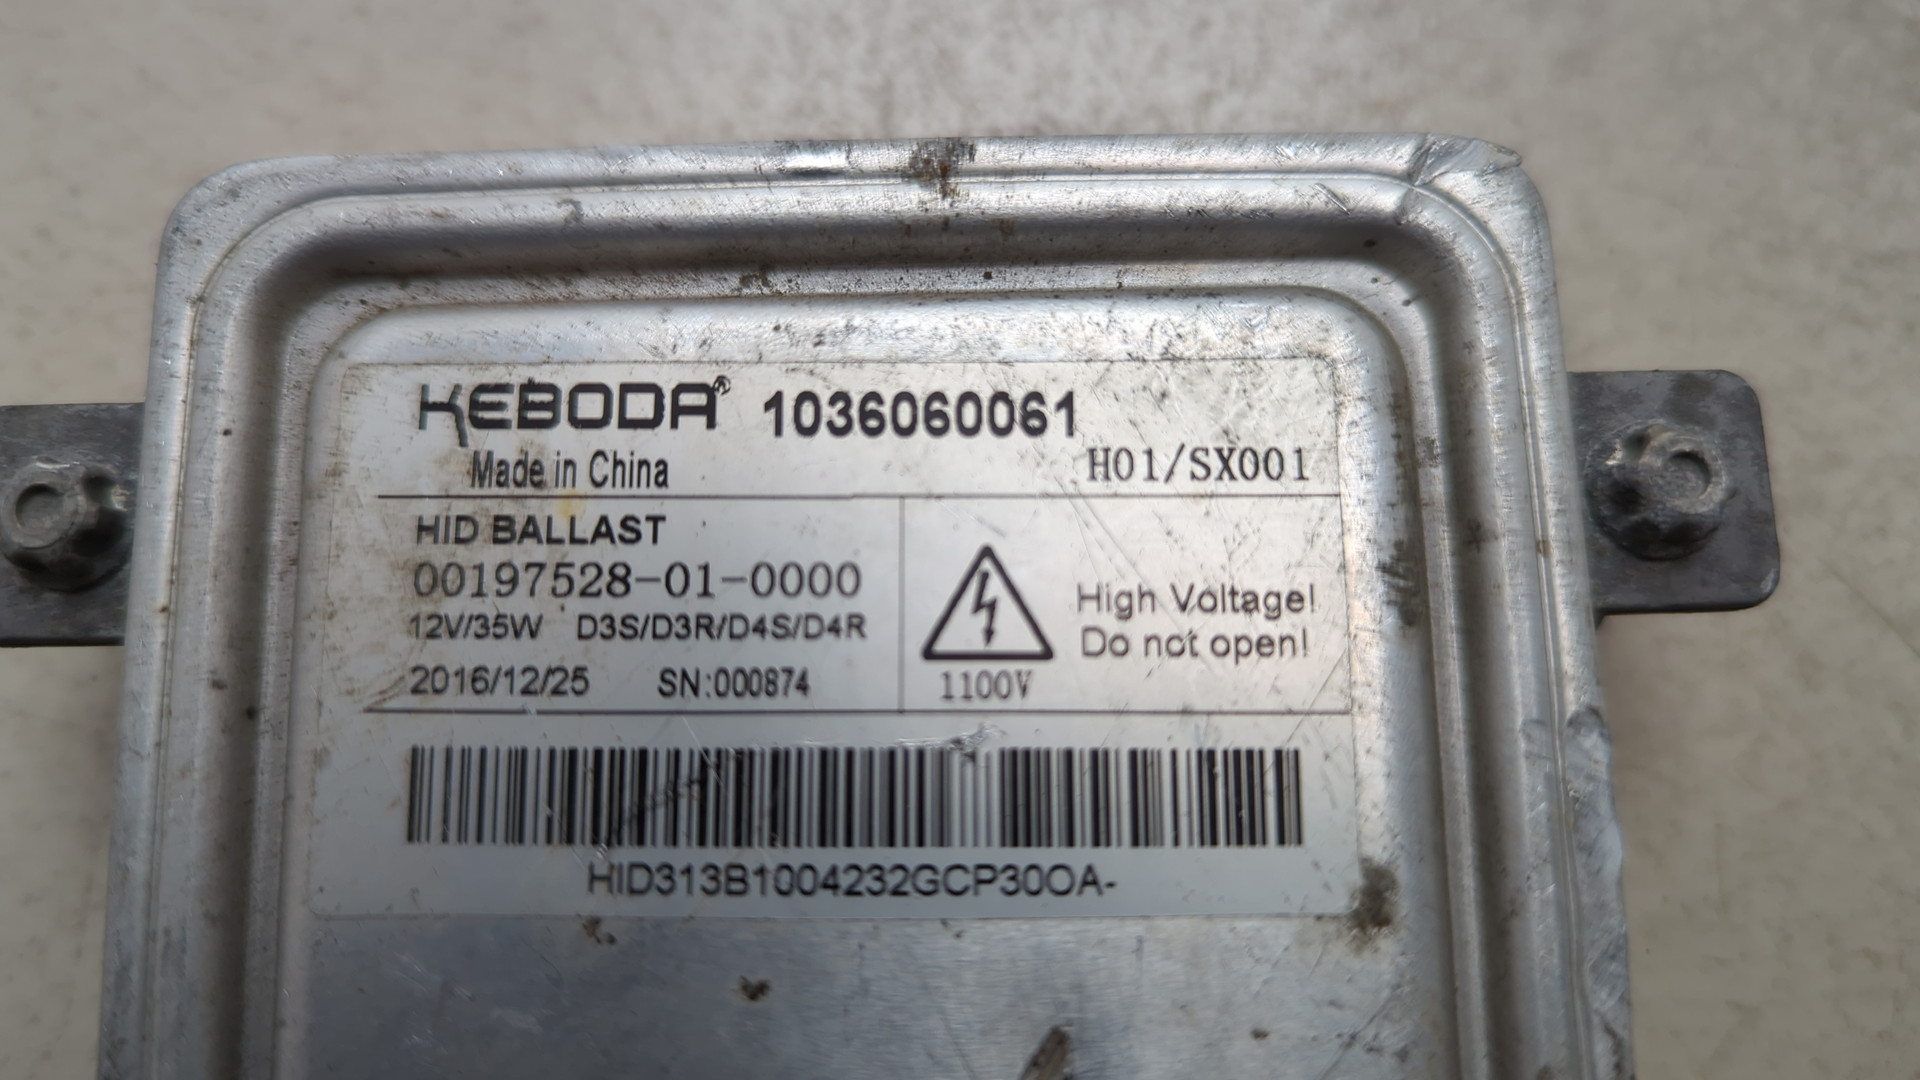 KEBODA® 1036060061
Made in China H01/SX001
HID BALLAST
00197528-01-0000
12V/35W D3S/D3R/D4S/D4R
2016/12/25 SN:000874
High Voltage!
Do not open!
1100V
HID313B1004232GCP30OA-